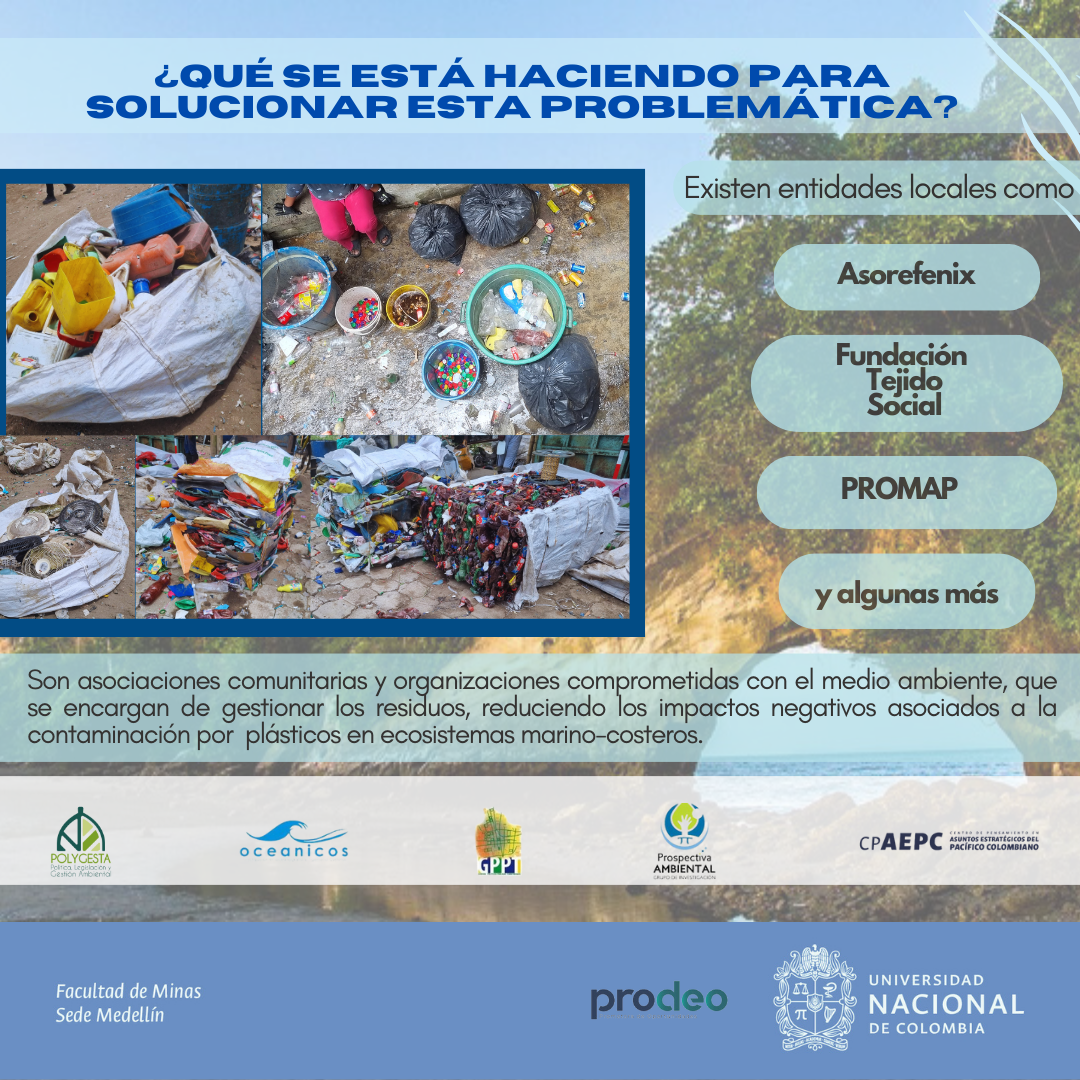 ¿QUÉ SE ESTÁ HACIENDO PARA
SOLUCIONAR ESTA PROBLEMÁTICA?
Existen entidades locales como
Asorefenix
Fundación
Tejido
Social
PROMAP
y algunas más
Son asociaciones comunitarias y organizaciones comprometidas con el medio ambiente, que
se encargan de gestionar los residuos, reduciendo los impactos negativos asociados a la
contaminación por plásticos en ecosistemas marino-costeros.
POLYGESTA
Política, Legislación y
Gestión Ambiental
oceanicos
GPPT
Prospectiva
AMBIENTAL
GRUPO DE INVESTIGACIÓN
CPAEPC
CENTRO DE PENSAMIENTO EN
ASUNTOS ESTRATÉGICOS DEL
PACÍFICO COLOMBIANO
Facultad de Minas
Sede Medellín
prodeo
UNIVERSIDAD
NACIONAL
DE COLOMBIA